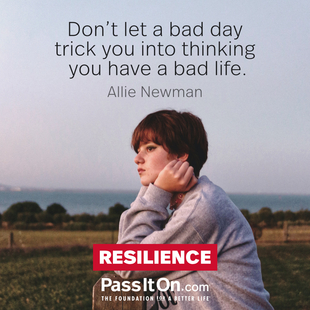 Don't let a bad day
trick you into thinking
you have a bad life.
Allie Newman
RESILIENCE
PassItOn.com
THE FOUNDATION FOR A BETTER LIFE